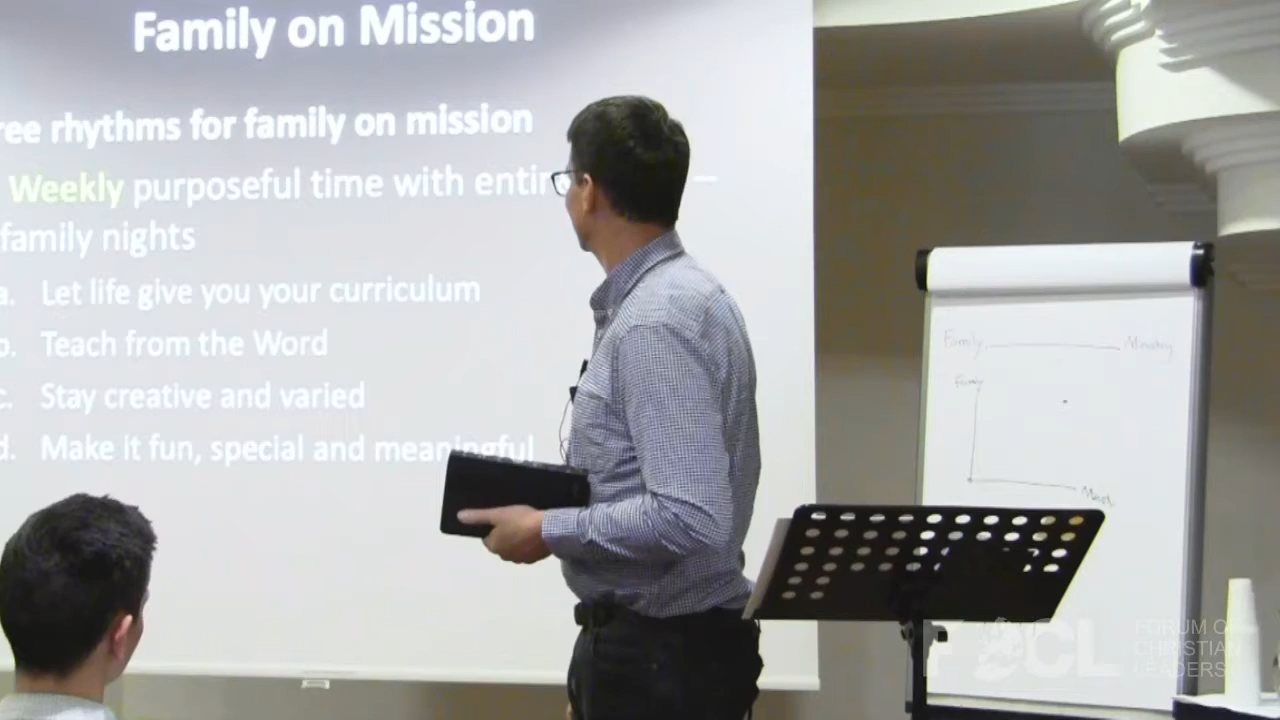 Family on Mission
ree rhythms for family on mission
Weekly purposeful time with entir –
family nights
a. Let life give you your curriculum
b. Teach from the Word
c. Stay creative and varied
d. Make it fun, special and meaningful
Family Ministry
Family
FORUM OF
CHRISTIAN
LEADERS
FOCL